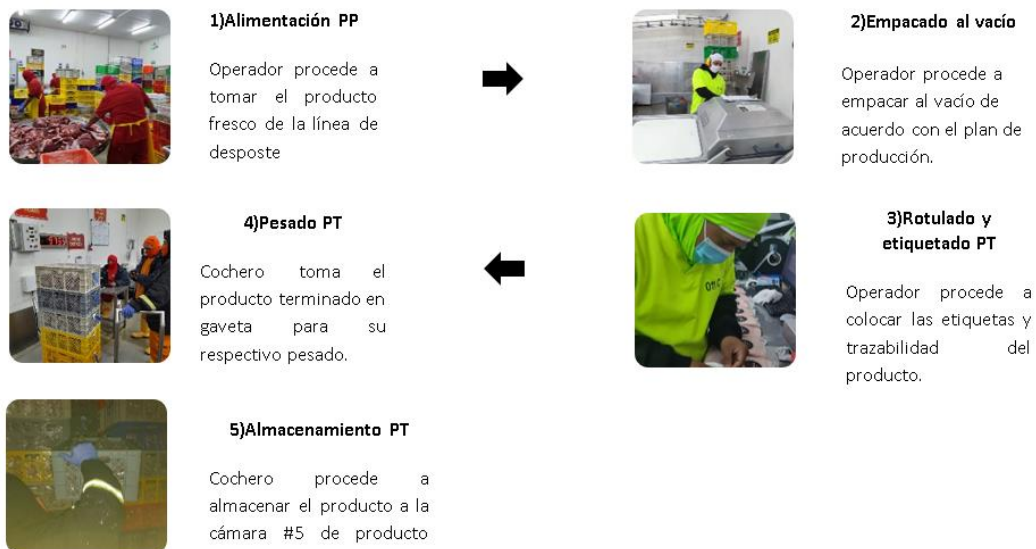 1)Alimentación PP
Operador procede a
tomar el producto
fresco de la línea de
desposte
2)Empacado al vacío
Operador procede a
empacar al vacío de
acuerdo con el plan de
producción.
3)Rotulado y
etiquetado PT
Operador procede a
colocar las etiquetas y
trazabilidad del
producto.
4)Pesado PT
Cochero toma el
producto terminado en
gaveta para su
respectivo pesado.
5)Almacenamiento PT
Cochero procede a
almacenar el producto a la
cámara #5 de producto